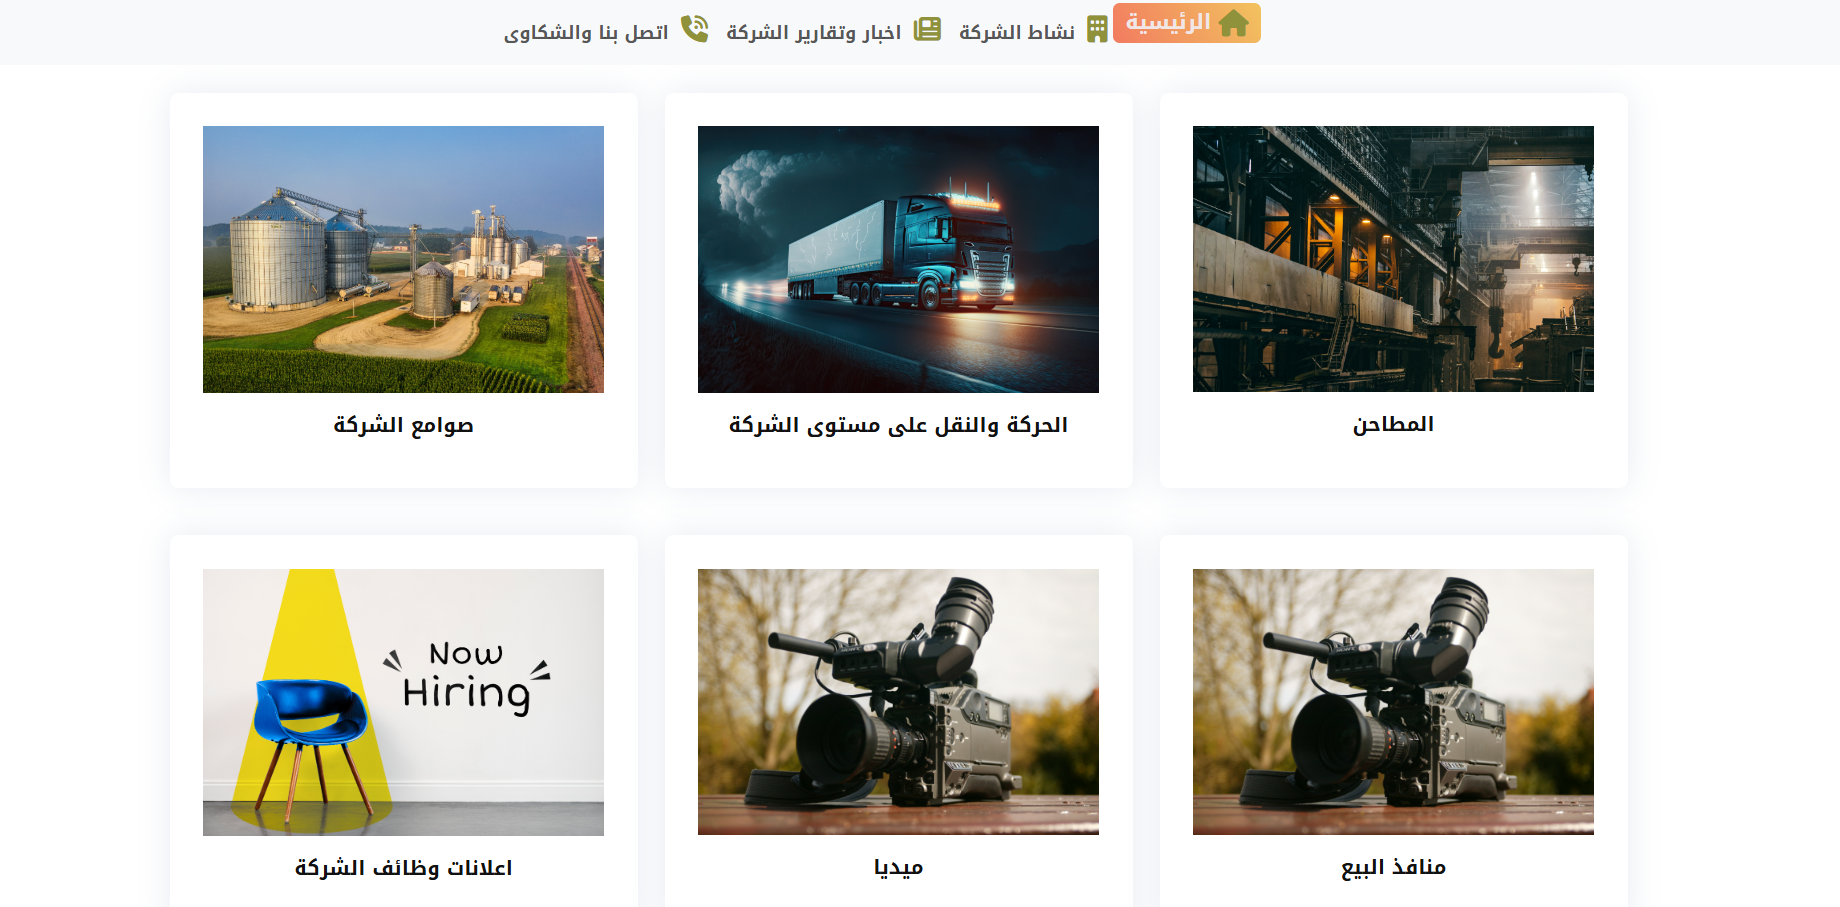 الرئيسية
نشاط الشركة
اخبار وتقارير الشركة
اتصل بنا والشكاوى
المطاحن
الحركة والنقل على مستوى الشركة
صوامع الشركة
Now
Hiring
منافذ البيع
ميديا
اعلانات وظائف الشركة